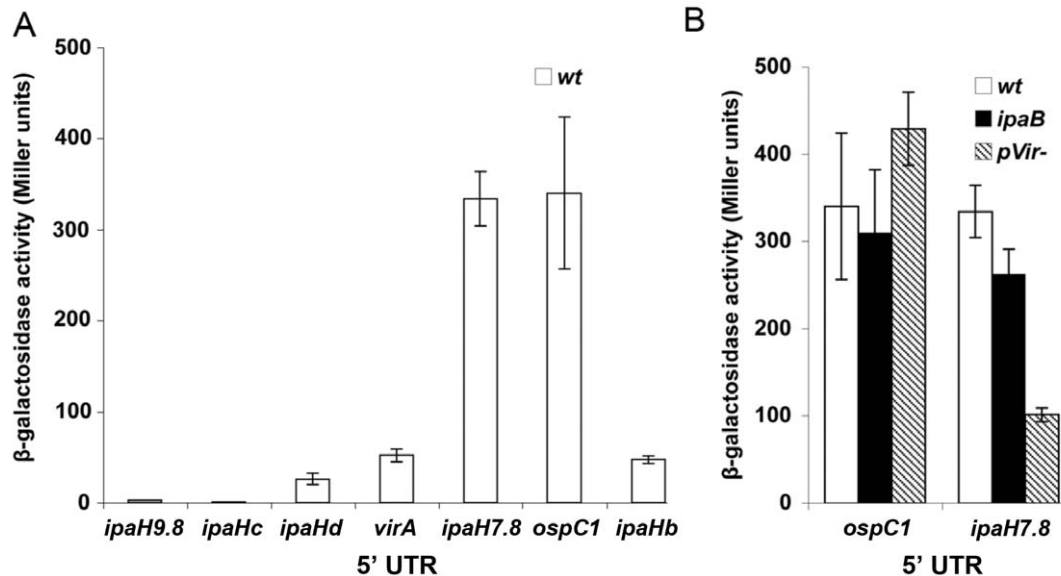 A
β-galactosidase activity (Miller units)
500
400
300
200
100
0
wt
ipaH9.8 ipaHc ipaHd virA ipaH7.8 ospC1 ipaHb
5’ UTR
B
β-galactosidase activity (Miller units)
500
400
300
200
100
0
wt
ipaB
pVir-
ospC1 ipaH7.8
5’ UTR